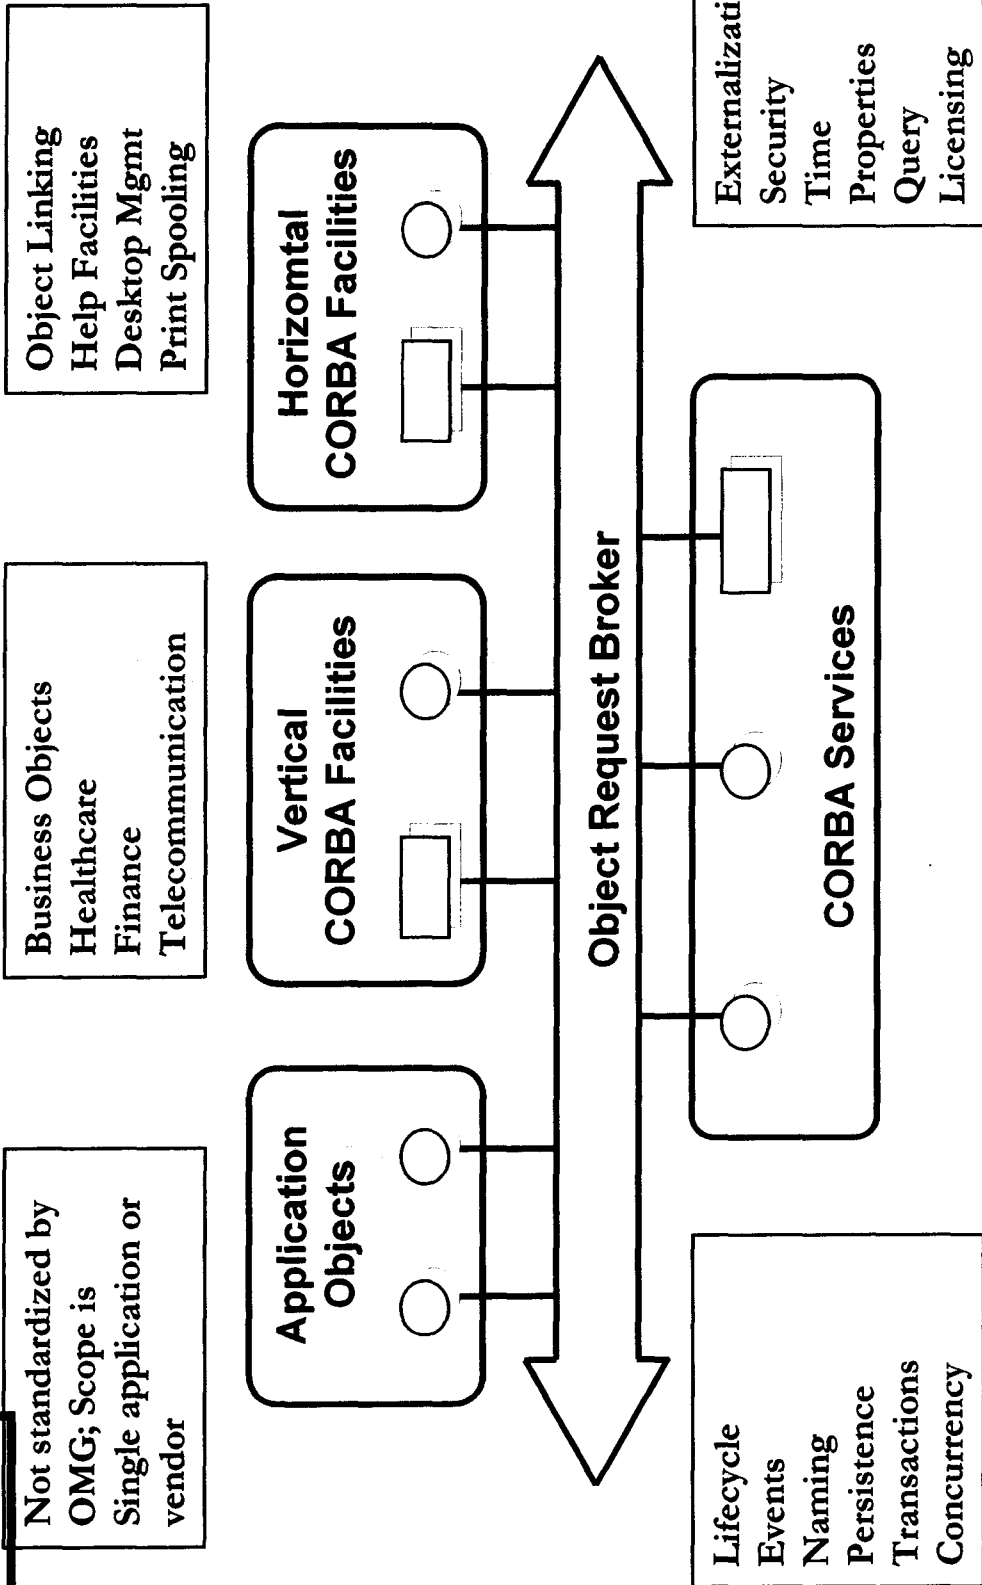 Not standardized by
OMG; Scope is
Single application or
vendor
Business Objects
Healthcare
Finance
Telecommunication
Object Linking
Help Facilities
Desktop Mgmt
Print Spooling
Application
Objects
Vertical
CORBA Facilities
Horizomtal
CORBA Facilities
Object Request Broker
CORBA Services
Lifecycle
Events
Naming
Persistence
Transactions
Concurrency
Externalizati
Security
Time
Properties
Query
Licensing